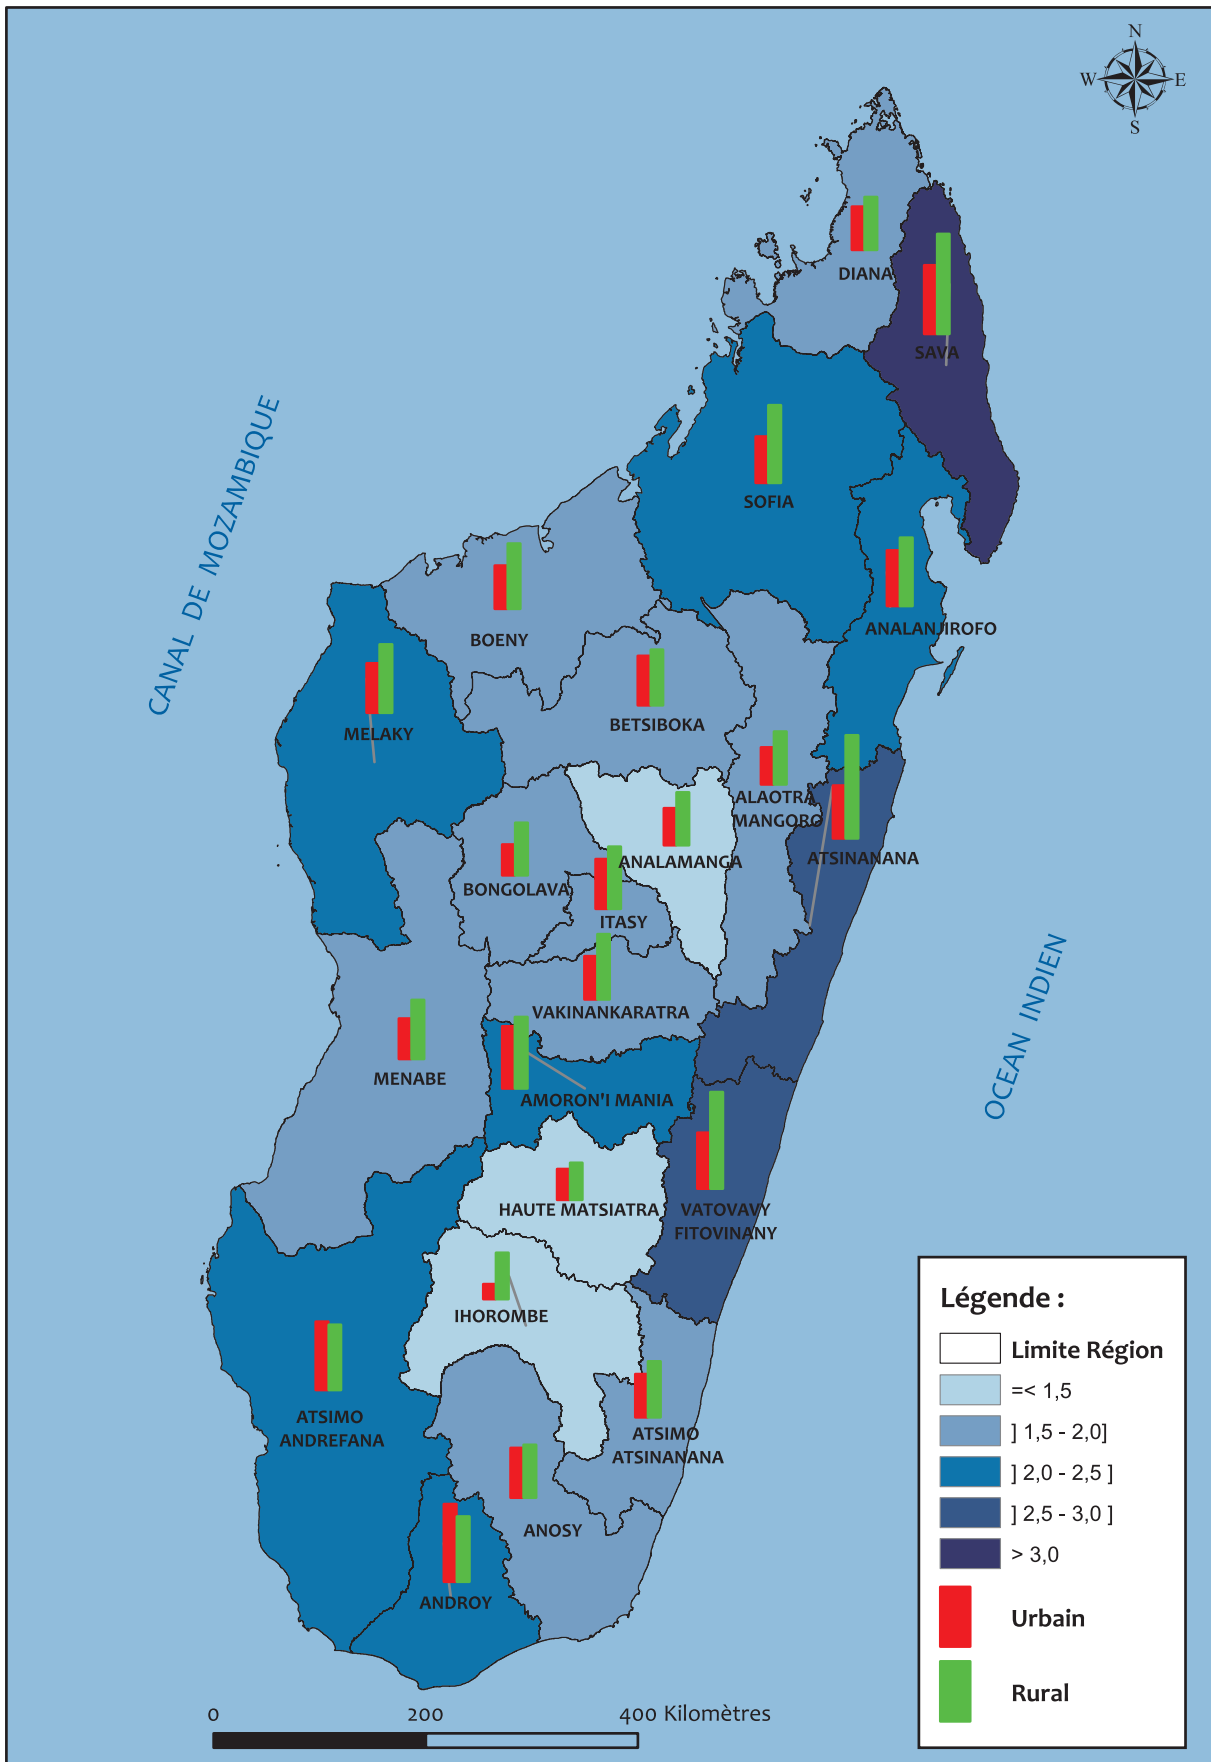 N
W E
S
DIANA
SAVA
CANAL DE MOZAMBIQUE
SOFIA
ANALANJIROFO
BOENY
BETSIBOKA
MELAKY
ALAOTRA
MANGORO
ATSINANANA
ANALAMANGA
BONGOLAVA
ITASY
VAKINANKARATRA
OCEAN INDIEN
MENABE
AMORON'I MANIA
HAUTE MATSIATRA
VATOVAVY
FITOVINANY
IHOROMBE
ATSIMO
ANDREFANA
ATSIMO
ATSINANANA
ANOSY
ANDROY
Légende :
Limite Région
=< 1,5
] 1,5 - 2,0]
] 2,0 - 2,5 ]
] 2,5 - 3,0 ]
> 3,0
Urbain
Rural
0 200 400 Kilomètres